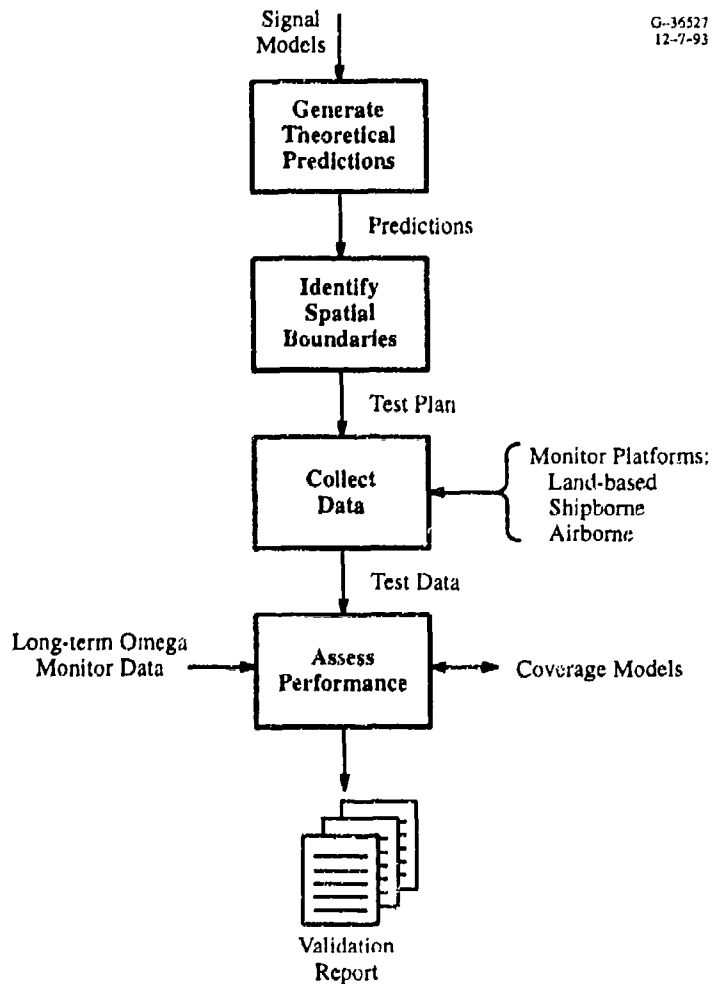 Signal
Models
G-36527
12-7-93
Generate
Theoretical
Predictions
Predictions
Identify
Spatial
Boundaries
Test Plan
Collect
Data
Monitor Platforms:
Land-based
Shipborne
Airborne
Test Data
Long-term Omega
Monitor Data
Assess
Performance
Coverage Models
Validation
Report